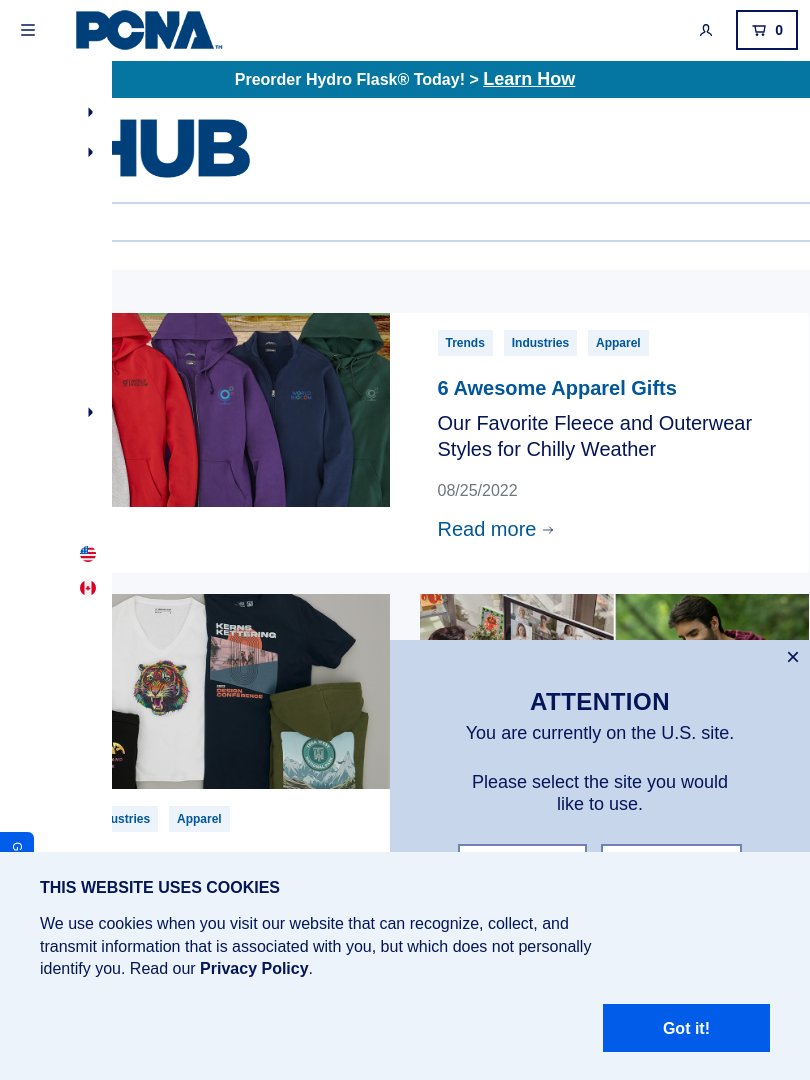 PCNA™
0
Preorder Hydro Flask® Today! > Learn How
HUB
Trends
Industries
Apparel
6 Awesome Apparel Gifts
Our Favorite Fleece and Outerwear
Styles for Chilly Weather
08/25/2022
Read more
KERNS
KETTERING
DESIGN
CONFERENCE
ustries
Apparel
ATTENTION
You are currently on the U.S. site.
Please select the site you would
like to use.
G
THIS WEBSITE USES COOKIES
We use cookies when you visit our website that can recognize, collect, and
transmit information that is associated with you, but which does not personally
identify you. Read our Privacy Policy.
Got it!